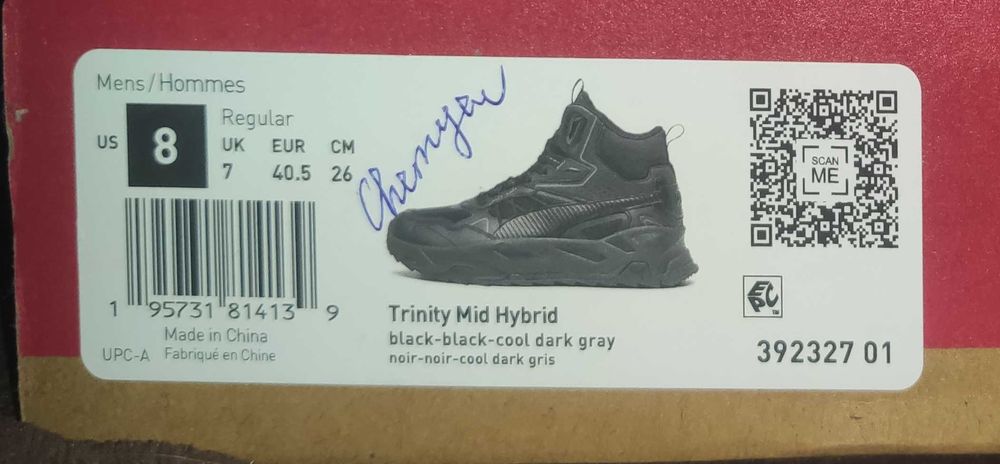 Mens/Hommes
US 8
Regular
UK EUR CM
7 40.5 26
1 95731 81413 9
Made in China
UPC-A Fabriqué en Chine
Trinity Mid Hybrid
black-black-cool dark gray
noir-noir-cool dark gris
SCAN
ME
EPC™
392327 01